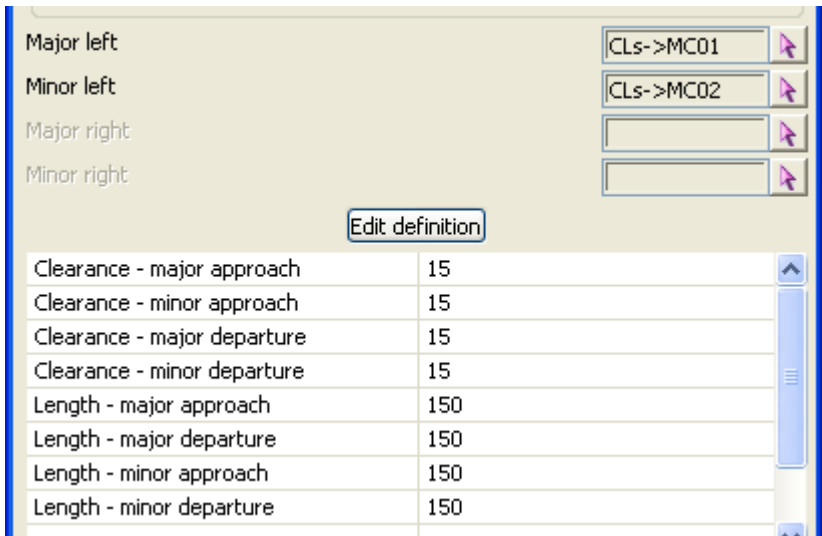 Major left CLs->MC01
Minor left CLs->MC02
Major right
Minor right
Edit definition
Clearance - major approach 15
Clearance - minor approach 15
Clearance - major departure 15
Clearance - minor departure 15
Length - major approach 150
Length - major departure 150
Length - minor approach 150
Length - minor departure 150